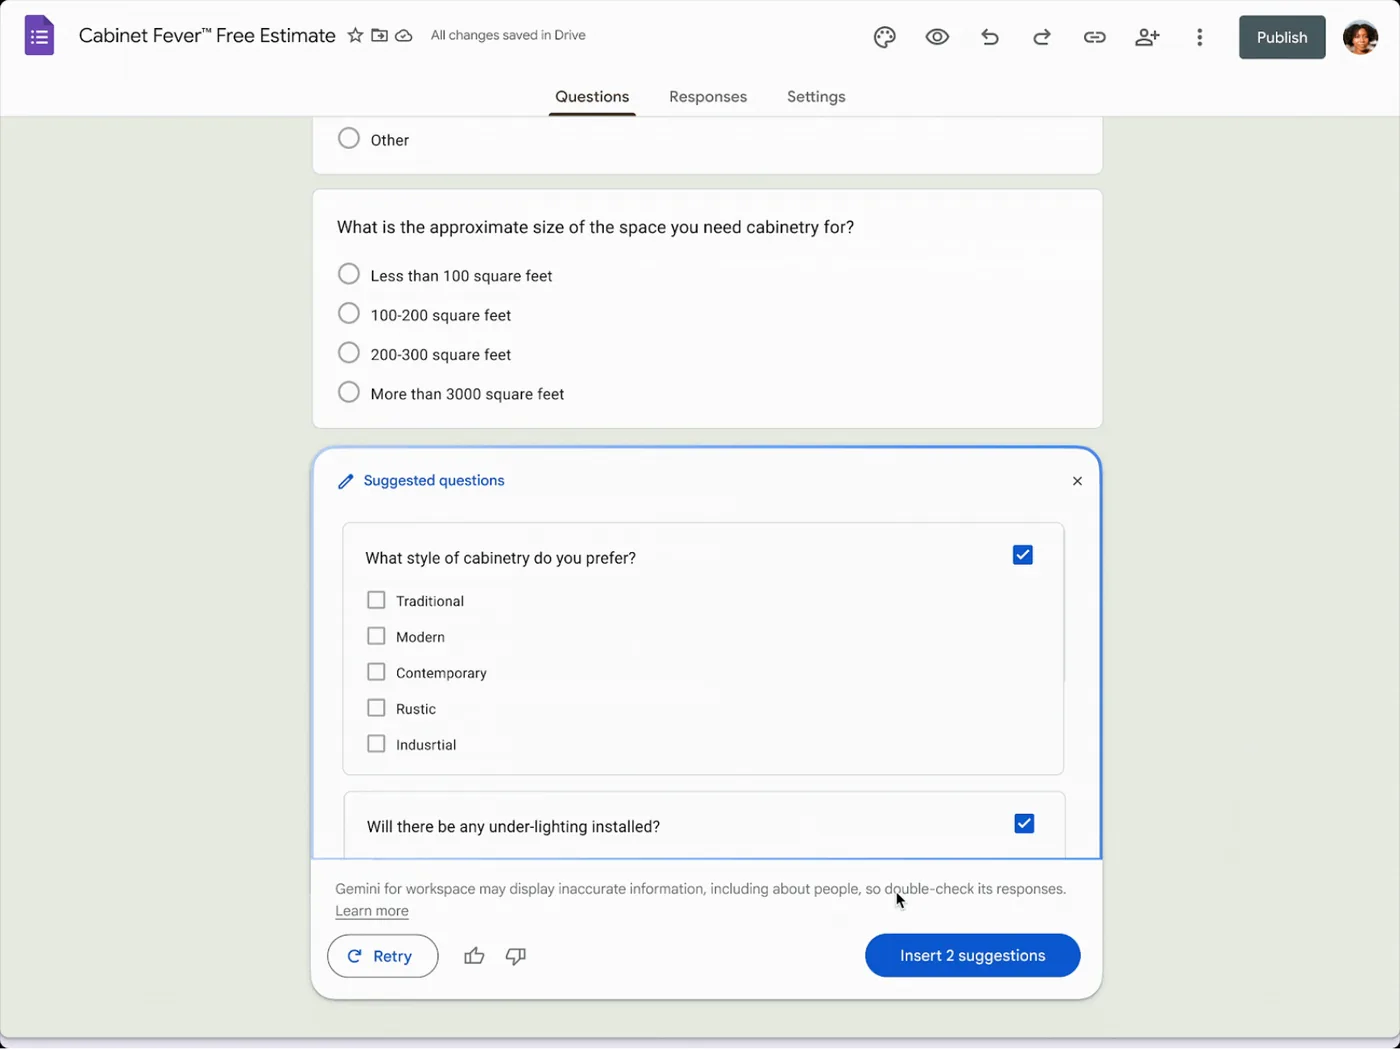 Cabinet Fever™ Free Estimate
All changes saved in Drive
Publish
Questions
Responses
Settings
Other
What is the approximate size of the space you need cabinetry for?
Less than 100 square feet
100-200 square feet
200-300 square feet
More than 3000 square feet
Suggested questions
What style of cabinetry do you prefer?
Traditional
Modern
Contemporary
Rustic
Indusrtial
Will there be any under-lighting installed?
Gemini for workspace may display inaccurate information, including about people, so double-check its responses.
Learn more
Retry
Insert 2 suggestions